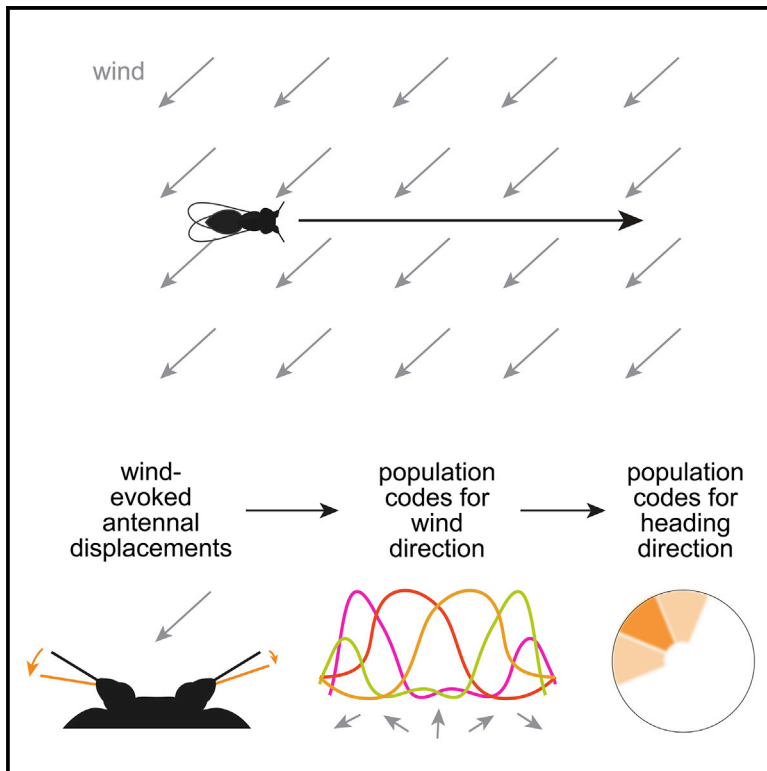 wind
wind-
evoked
antennal
displacements
population
codes for
wind
direction
population
codes for
heading
direction